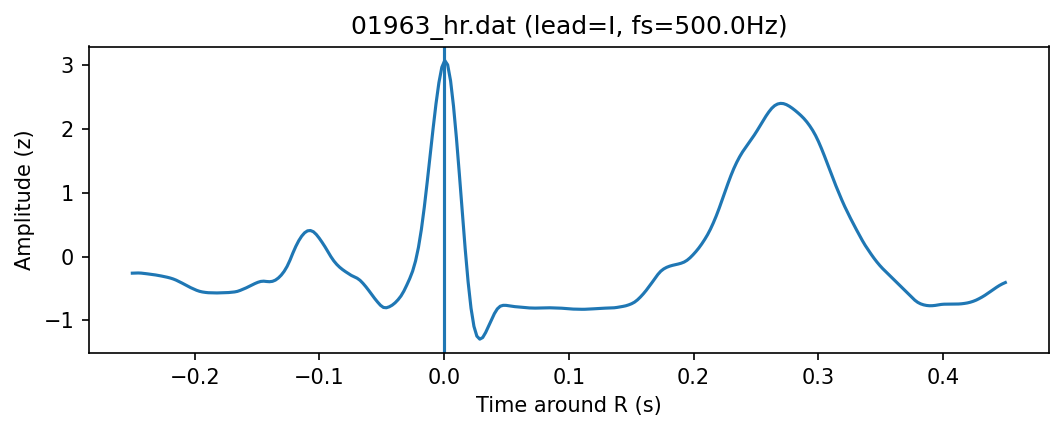 01963_hr.dat (lead=I, fs=500.0Hz)
Amplitude (z)
3
2
1
0
−1
−0.2 −0.1 0.0 0.1 0.2 0.3 0.4
Time around R (s)